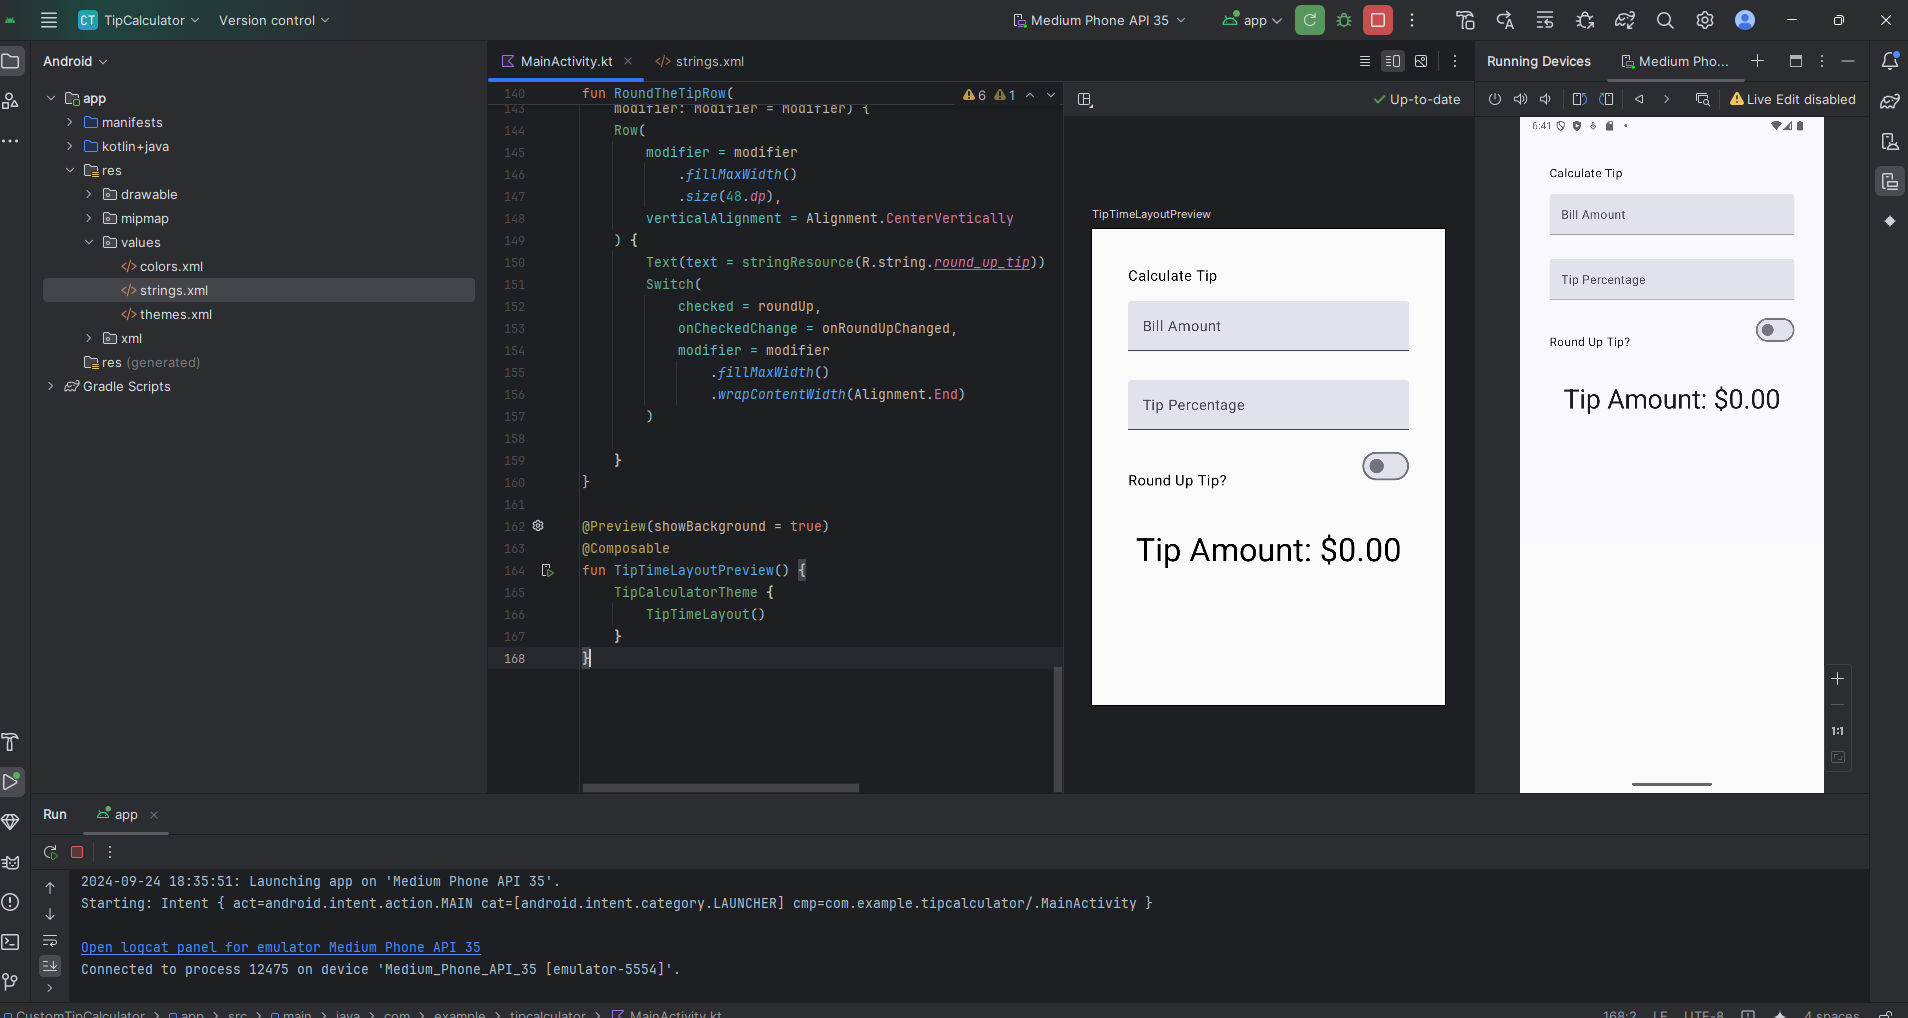 CT TipCalculator Version control Medium Phone API 35 app
Android
app
manifests
kotlin+java
res
drawable
mipmap
values
colors.xml
strings.xml
themes.xml
xml
res (generated)
Gradle Scripts
MainActivity.kt strings.xml
140 fun RoundTheTipRow( 6 1
143 modifier: Modifier = Modifier) {
144 Row(
145 modifier = modifier
146 .fillMaxWidth()
147 .size(48.dp),
148 verticalAlignment = Alignment.CenterVertically
149 ) {
150 Text(text = stringResource(R.string.round_up_tip))
151 Switch(
152 checked = roundUp,
153 onCheckedChange = onRoundUpChanged,
154 modifier = modifier
155 .fillMaxWidth()
156 .wrapContentWidth(Alignment.End)
157 )
158
159 }
160 }
161
162 @Preview(showBackground = true)
163 @Composable
164 fun TipTimeLayoutPreview() {
165 TipCalculatorTheme {
166 TipTimeLayout()
167 }
168 }
Up-to-date
TipTimeLayoutPreview
Calculate Tip
Bill Amount
Tip Percentage
Round Up Tip?
Tip Amount: $0.00
Running Devices Medium Pho...
Live Edit disabled
6:41
Calculate Tip
Bill Amount
Tip Percentage
Round Up Tip?
Tip Amount: $0.00
1:1
Run app
2024-09-24 18:35:51: Launching app on 'Medium Phone API 35'.
Starting: Intent { act=android.intent.action.MAIN cat=[android.intent.category.LAUNCHER] cmp=com.example.tipcalculator/.MainActivity }
Open logcat panel for emulator Medium Phone API 35
Connected to process 12475 on device 'Medium_Phone_API_35 [emulator-5554]'.
CustomTipCalculator > app > src > main > java > com > example > tipcalculator > MainActivity.kt 168:2 LF UTF-8 4 spaces